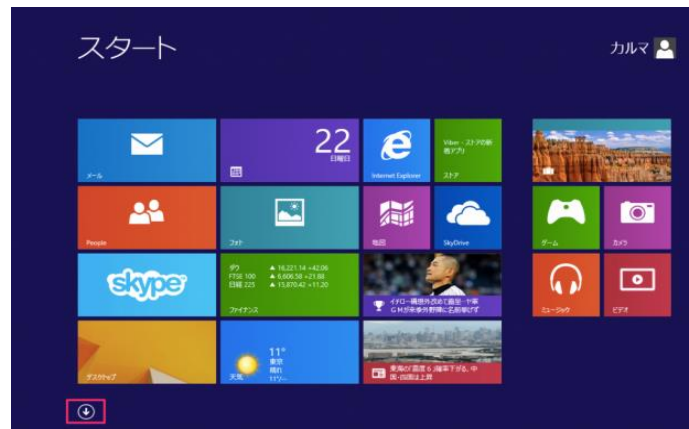 スタート
カルマ
メール
22
日曜日
Internet Explorer
Viber - ストアの新
着アプリ
ストア
People
フォト
地図
SkyDrive
ゲーム
カメラ
skype
ダウ ▲ 16,221.14 +42.06
FTSE 100 ▲ 6,606.58 +21.88
日経 225 ▲ 15,870.42 +11.20
ファイナンス
ミュージック
ビデオ
デスクトップ
11°
東京
晴れ
天気